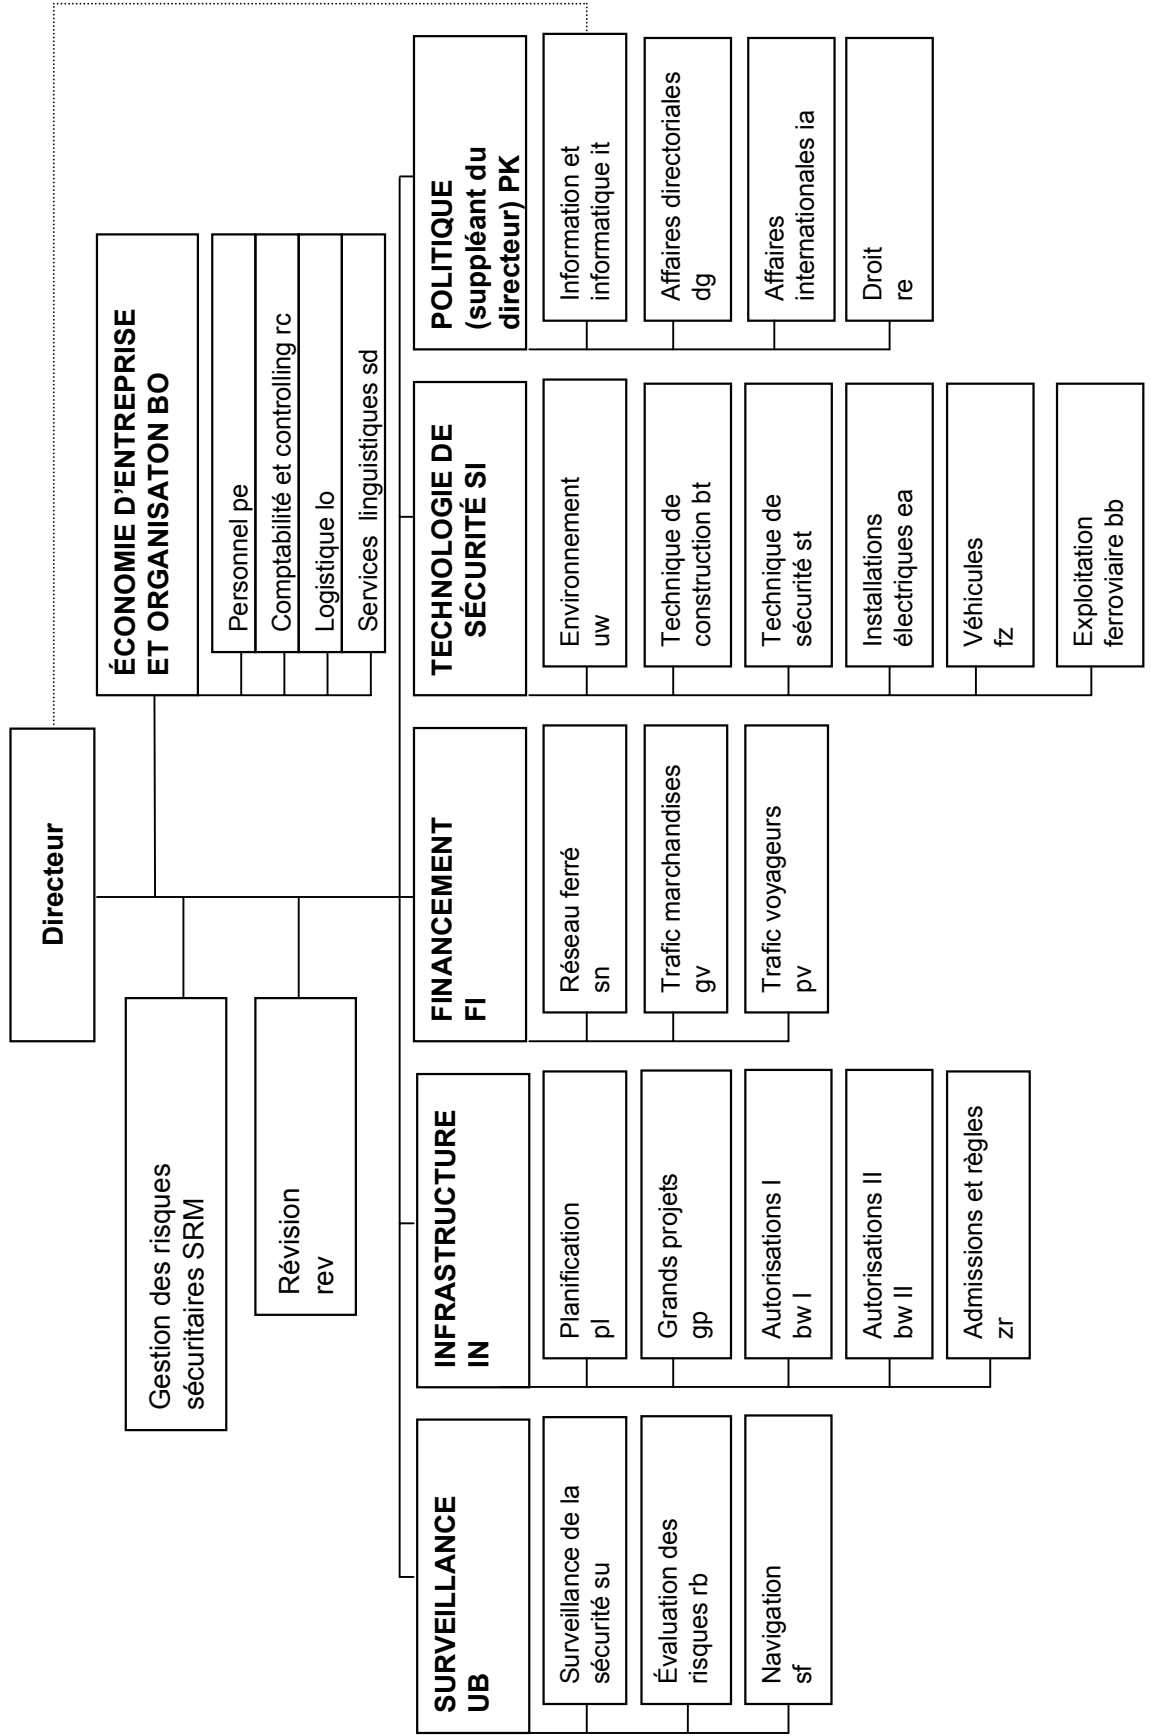 Directeur
Gestion des risques
sécuritaires SRM
Révision
rev
ÉCONOMIE D'ENTREPRISE
ET ORGANISATON BO
Personnel pe
Comptabilité et controlling rc
Logistique lo
Services linguistiques sd
SURVEILLANCE
UB
Surveillance de la
sécurité su
Évaluation des
risques rb
Navigation
sf
INFRASTRUCTURE
IN
Planification
pl
Grands projets
gp
Autorisations I
bw I
Autorisations II
bw II
Admissions et règles
zr
FINANCEMENT
FI
Réseau ferré
sn
Trafic marchandises
gv
Trafic voyageurs
pv
TECHNOLOGIE DE
SÉCURITÉ SI
Environnement
uw
Technique de
construction bt
Technique de
sécurité st
Installations
électriques ea
Véhicules
fz
Exploitation
ferroviaire bb
POLITIQUE
(suppléant du
directeur) PK
Information et
informatique it
Affaires directoriales
dg
Affaires
internationales ia
Droit
re